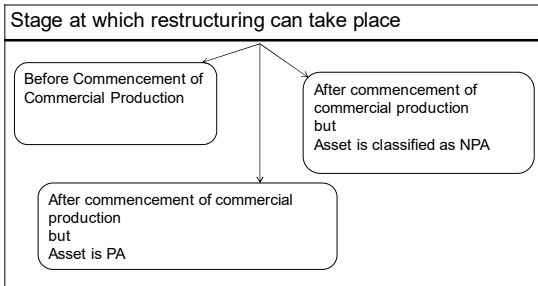 Stage at which restructuring can take place
Before Commencement of
Commercial Production
After commencement of
commercial production
but
Asset is classified as NPA
After commencement of commercial
production
but
Asset is PA